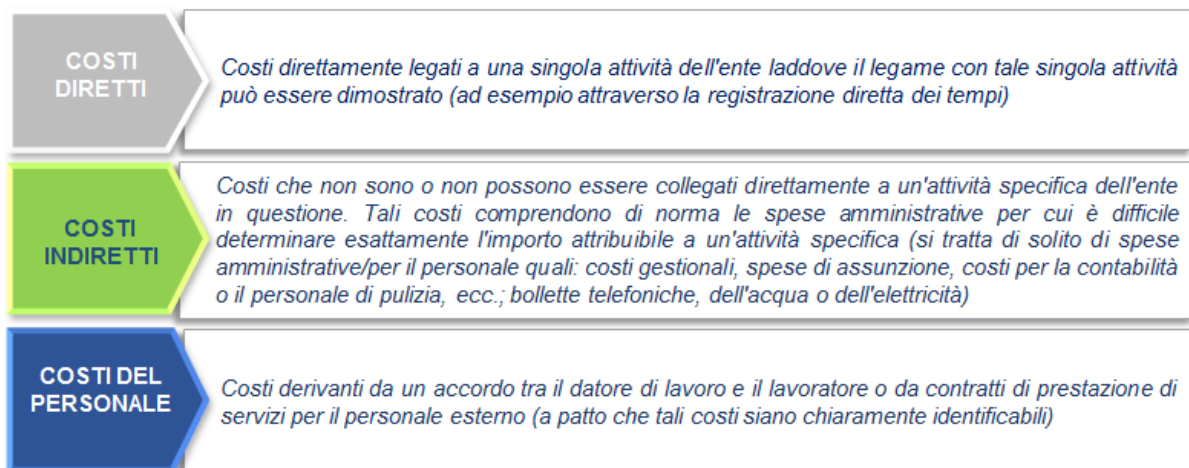 COSTI
DIRETTI
Costi direttamente legati a una singola attività dell'ente laddove il legame con tale singola attività
può essere dimostrato (ad esempio attraverso la registrazione diretta dei tempi)
COSTI
INDIRETTI
Costi che non sono o non possono essere collegati direttamente a un'attività specifica dell'ente
in questione. Tali costi comprendono di norma le spese amministrative per cui è difficile
determinare esattamente l'importo attribuibile a un'attività specifica (si tratta di solito di spese
amministrative/per il personale quali: costi gestionali, spese di assunzione, costi per la contabilità
o il personale di pulizia, ecc.; bollette telefoniche, dell'acqua o dell'elettricità)
COSTI DEL
PERSONALE
Costi derivanti da un accordo tra il datore di lavoro e il lavoratore o da contratti di prestazione di
servizi per il personale esterno (a patto che tali costi siano chiaramente identificabili)